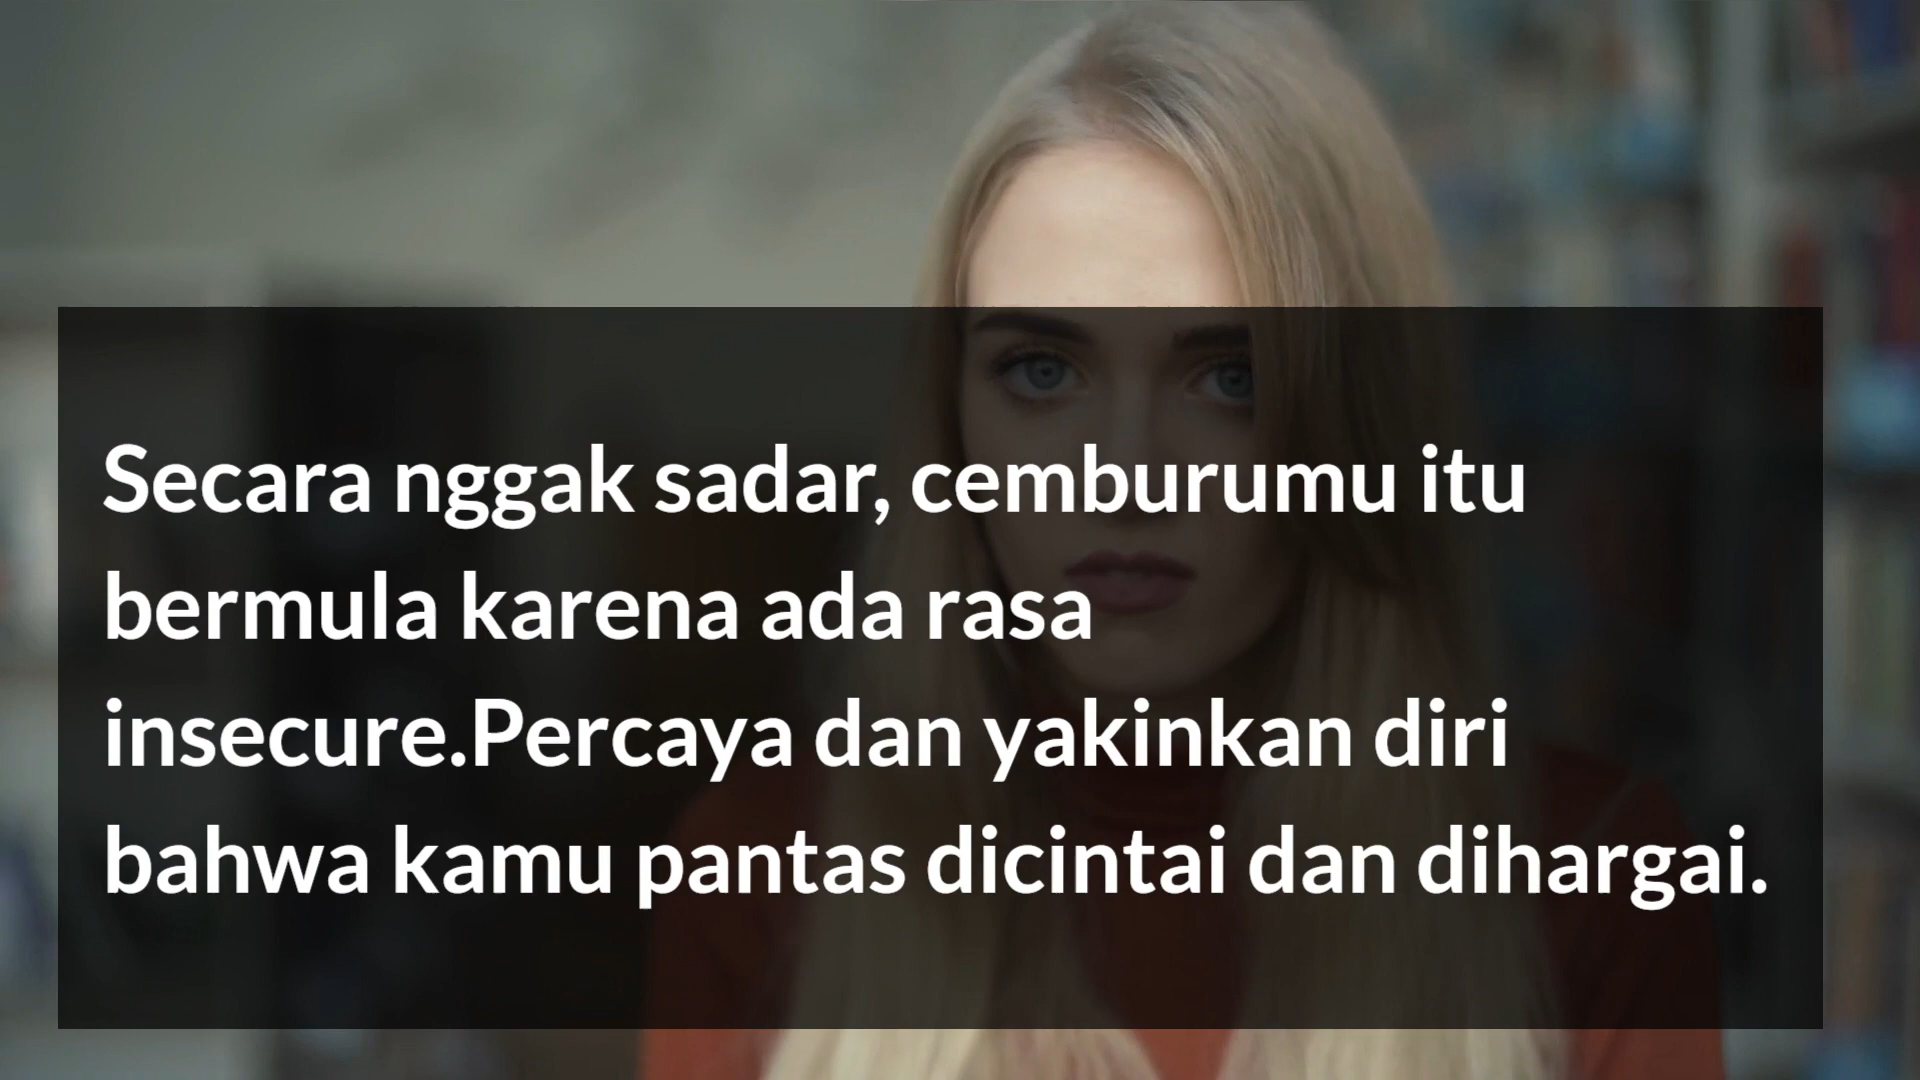 Secara nggak sadar, cemburumu itu
bermula karena ada rasa
insecure.Percaya dan yakinkan diri
bahwa kamu pantas dicintai dan dihargai.